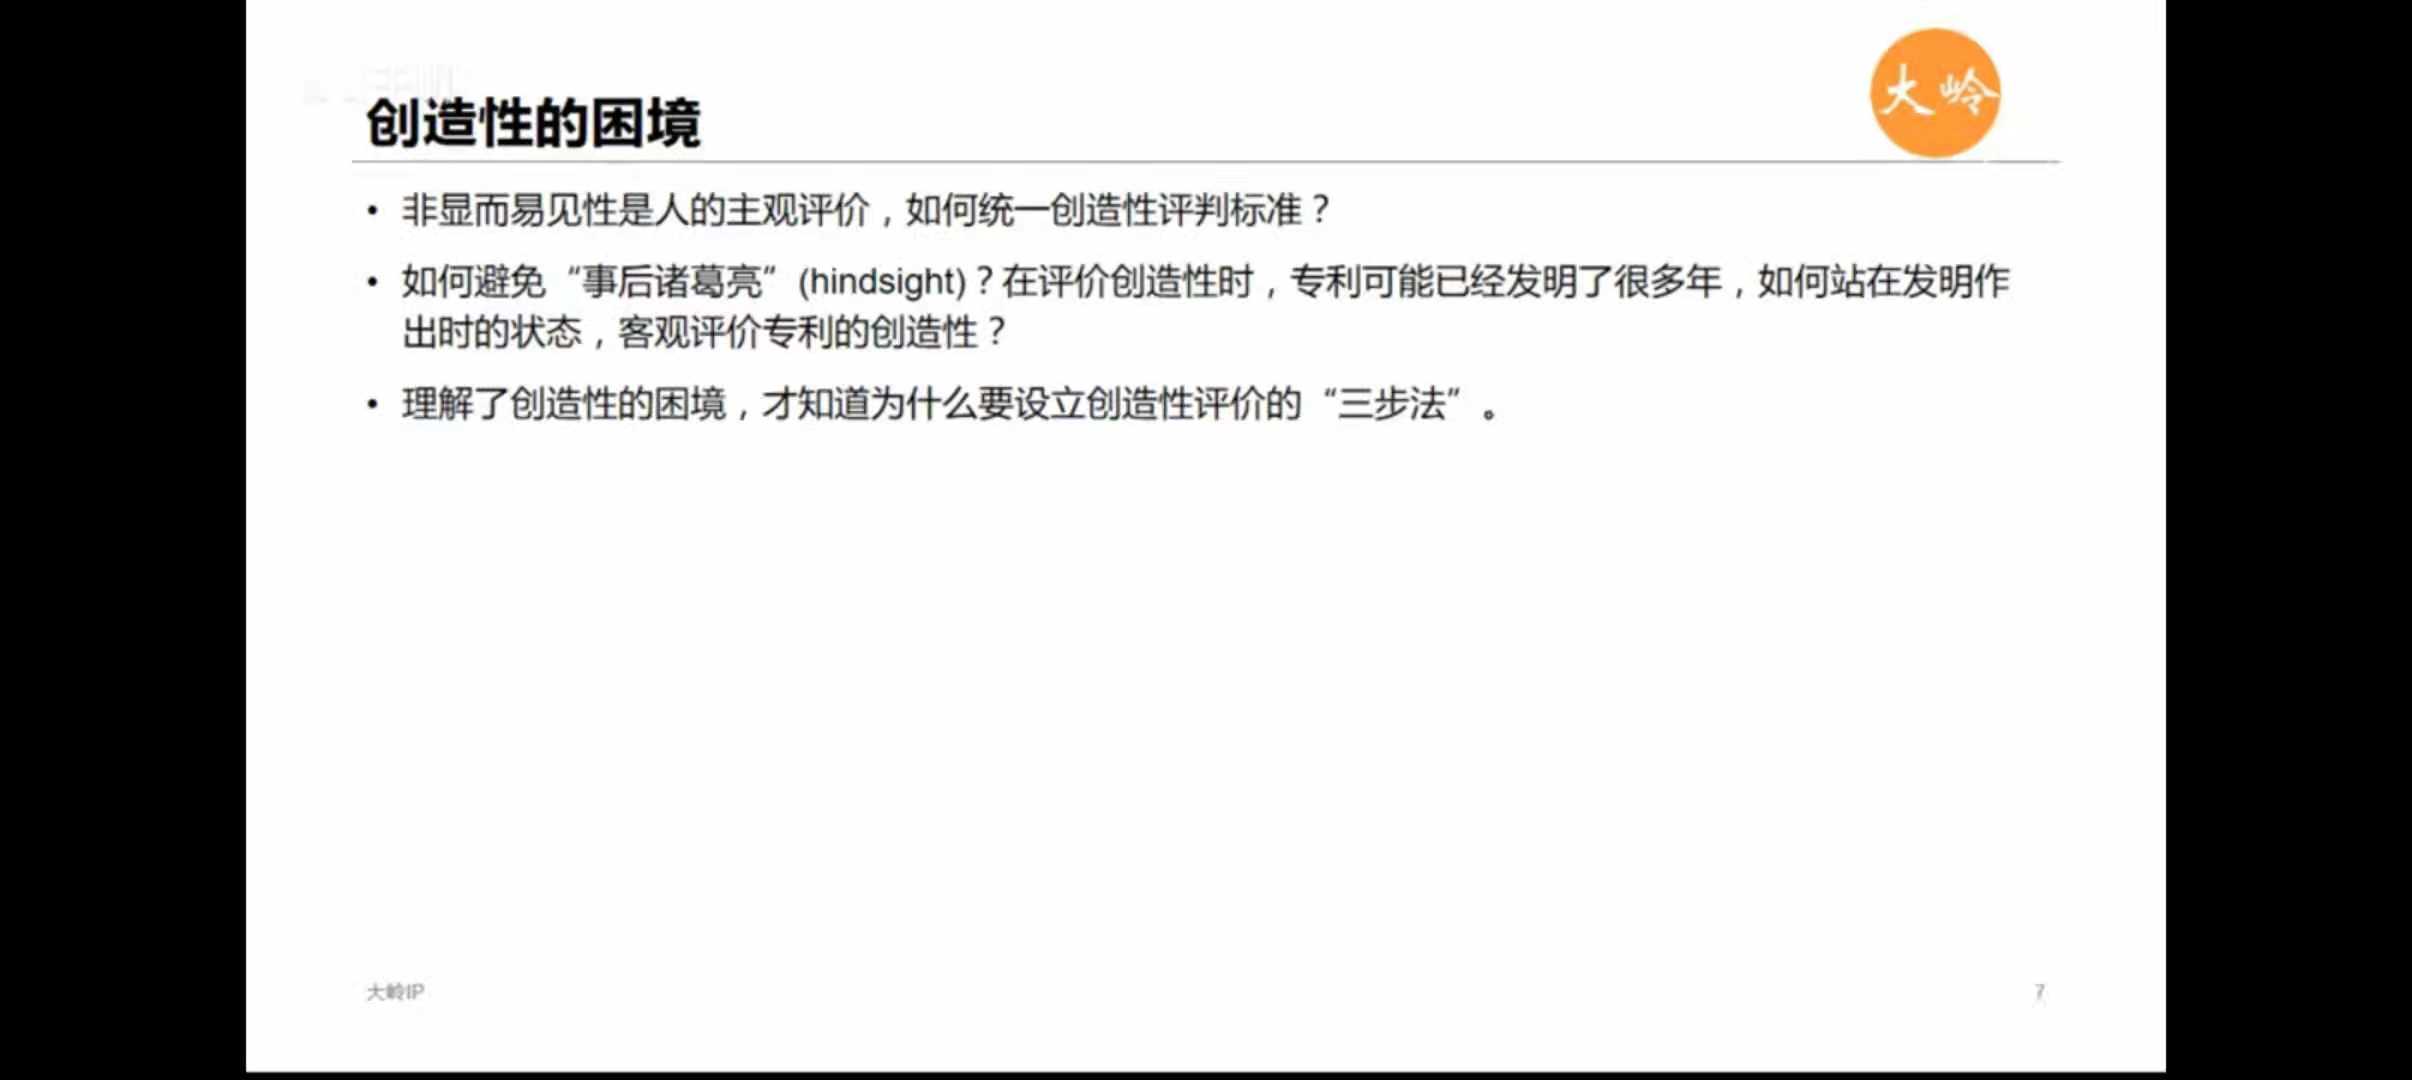 创造性的困境
大岭
• 非显而易见性是人的主观评价，如何统一创造性评判标准？
• 如何避免“事后诸葛亮”(hindsight)？在评价创造性时，专利可能已经发明了很多年，如何站在发明作
出时的状态，客观评价专利的创造性？
• 理解了创造性的困境，才知道为什么要设立创造性评价的“三步法”。
大岭IP
7